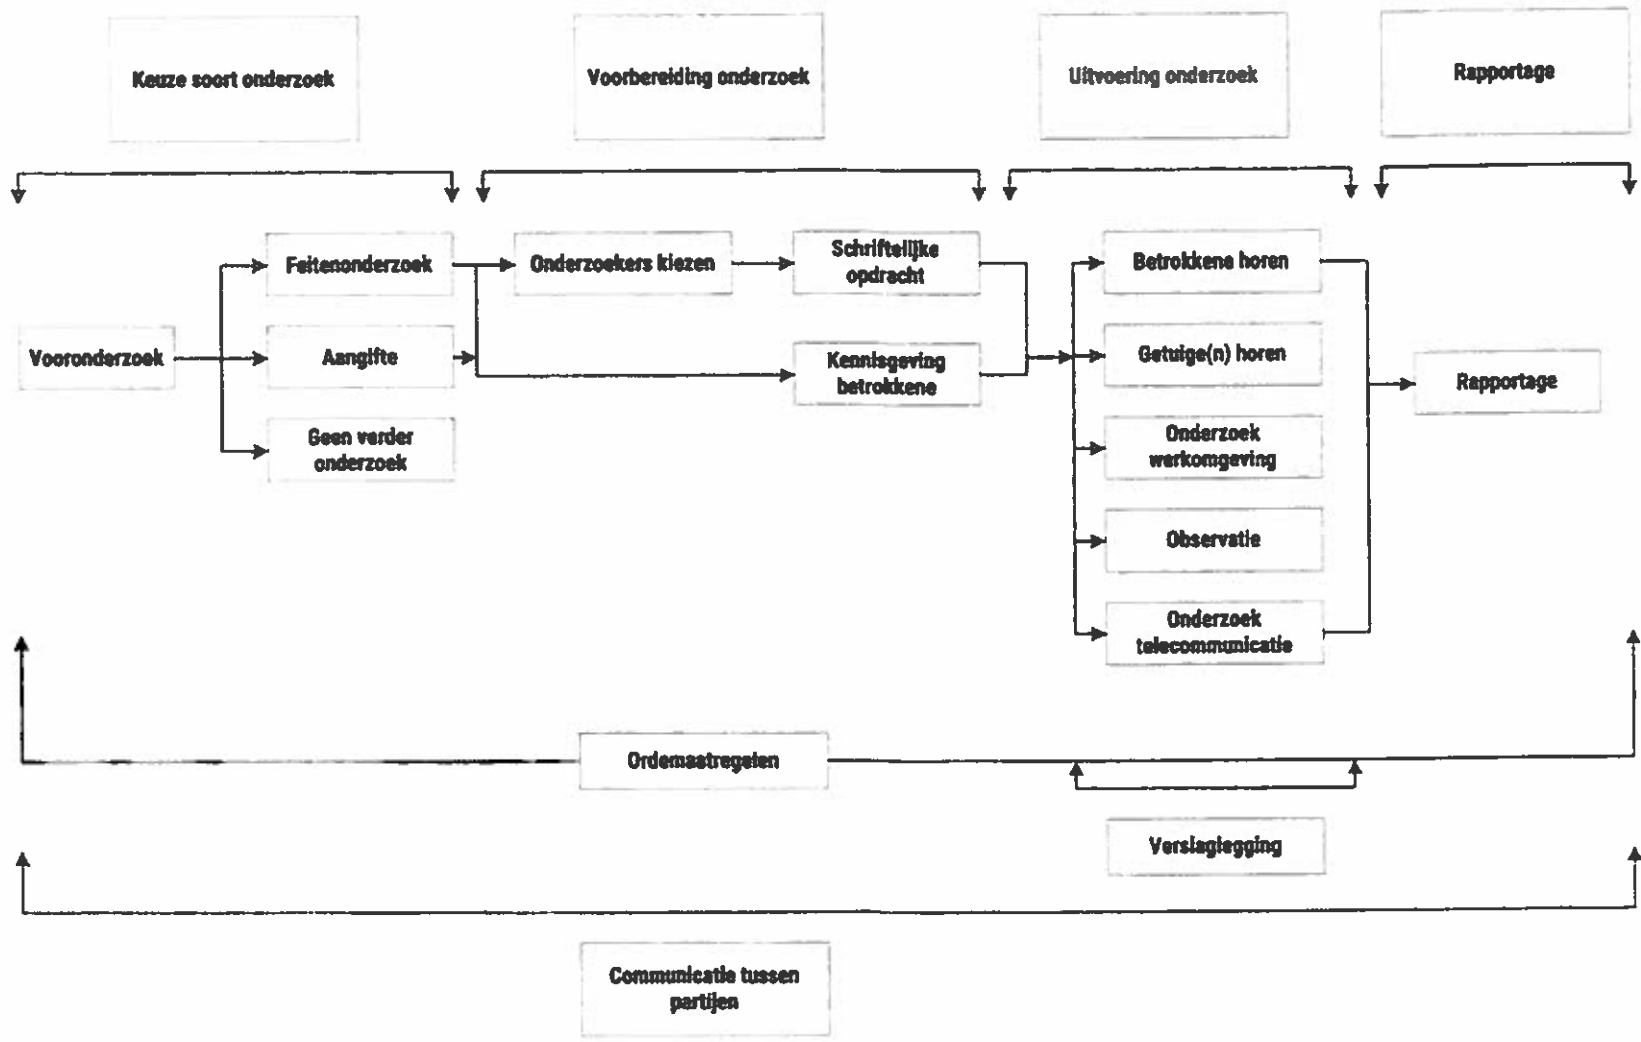 Keuze soort onderzoek
Voorbereiding onderzoek
Uitvoering onderzoek
Rapportage
Vooronderzoek
Feitenonderzoek
Aangifte
Geen verder
onderzoek
Onderzoekers kiezen
Schriftelijke
opdracht
Kennisgeving
betrokkene
Betrokkene horen
Getuige(n) horen
Onderzoek
werkomgeving
Observatie
Onderzoek
telecommunicatie
Rapportage
Ordemaatregelen
Verslaglegging
Communicatie tussen
partijen